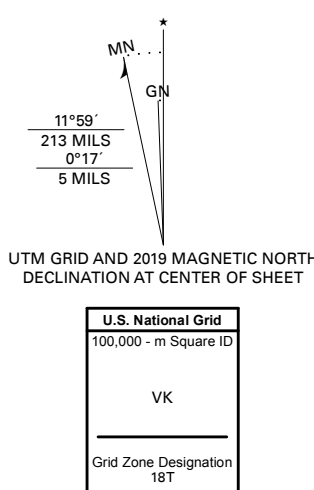 ★
MN
GN
11°59´
213 MILS
0°17´
5 MILS
UTM GRID AND 2019 MAGNETIC NORTH
DECLINATION AT CENTER OF SHEET
U.S. National Grid
100,000 - m Square ID
VK
Grid Zone Designation
18T